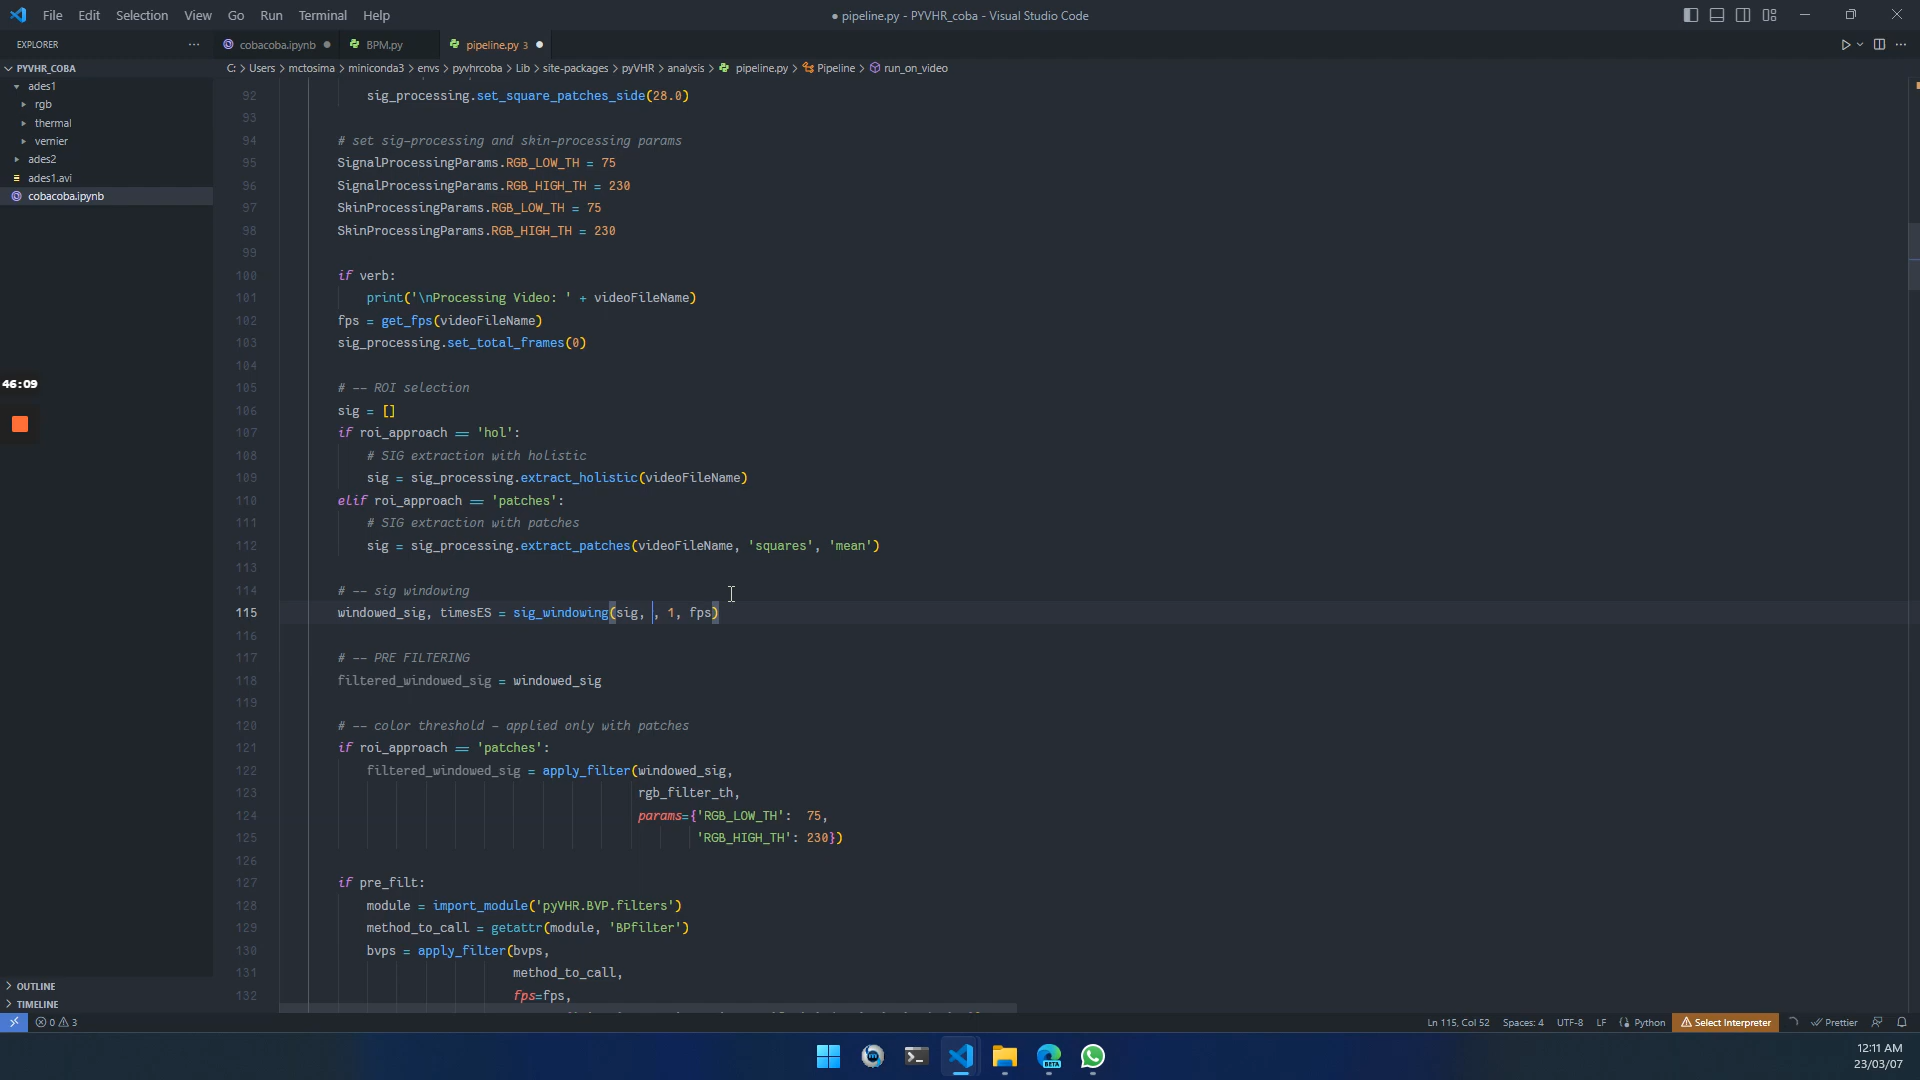 File Edit Selection View Go Run Terminal Help
● pipeline.py - PYVHR_coba - Visual Studio Code
EXPLORER
cobacoba.ipynb
BPM.py
pipeline.py 3
PYVHR_COBA
C: > Users > mctosima > miniconda3 > envs > pyvhrcoba > Lib > site-packages > pyVHR > analysis > pipeline.py > Pipeline > run_on_video
ades1
rgb
thermal
vernier
ades2
ades1.avi
cobacoba.ipynb
46:09
92 sig_processing.set_square_patches_side(28.0)
93
94 # set sig-processing and skin-processing params
95 SignalProcessingParams.RGB_LOW_TH = 75
96 SignalProcessingParams.RGB_HIGH_TH = 230
97 SkinProcessingParams.RGB_LOW_TH = 75
98 SkinProcessingParams.RGB_HIGH_TH = 230
99
100 if verb:
101 print('\nProcessing Video: ' + videoFileName)
102 fps = get_fps(videoFileName)
103 sig_processing.set_total_frames(0)
104
105 # -- ROI selection
106 sig = []
107 if roi_approach == 'hol':
108 # SIG extraction with holistic
109 sig = sig_processing.extract_holistic(videoFileName)
110 elif roi_approach == 'patches':
111 # SIG extraction with patches
112 sig = sig_processing.extract_patches(videoFileName, 'squares', 'mean')
113
114 # -- sig windowing
115 windowed_sig, timesES = sig_windowing(sig, , 1, fps)
116
117 # -- PRE FILTERING
118 filtered_windowed_sig = windowed_sig
119
120 # -- color threshold - applied only with patches
121 if roi_approach == 'patches':
122 filtered_windowed_sig = apply_filter(windowed_sig,
123 rgb_filter_th,
124 params={'RGB_LOW_TH': 75,
125 'RGB_HIGH_TH': 230})
126
127 if pre_filt:
128 module = import_module('pyVHR.BVP.filters')
129 method_to_call = getattr(module, 'BPfilter')
130 bvps = apply_filter(bvps,
131 method_to_call,
132 fps=fps,
OUTLINE
TIMELINE
0 3
Ln 115, Col 52 Spaces: 4 UTF-8 LF Python Select Interpreter Prettier
BETA
12:11 AM
23/03/07